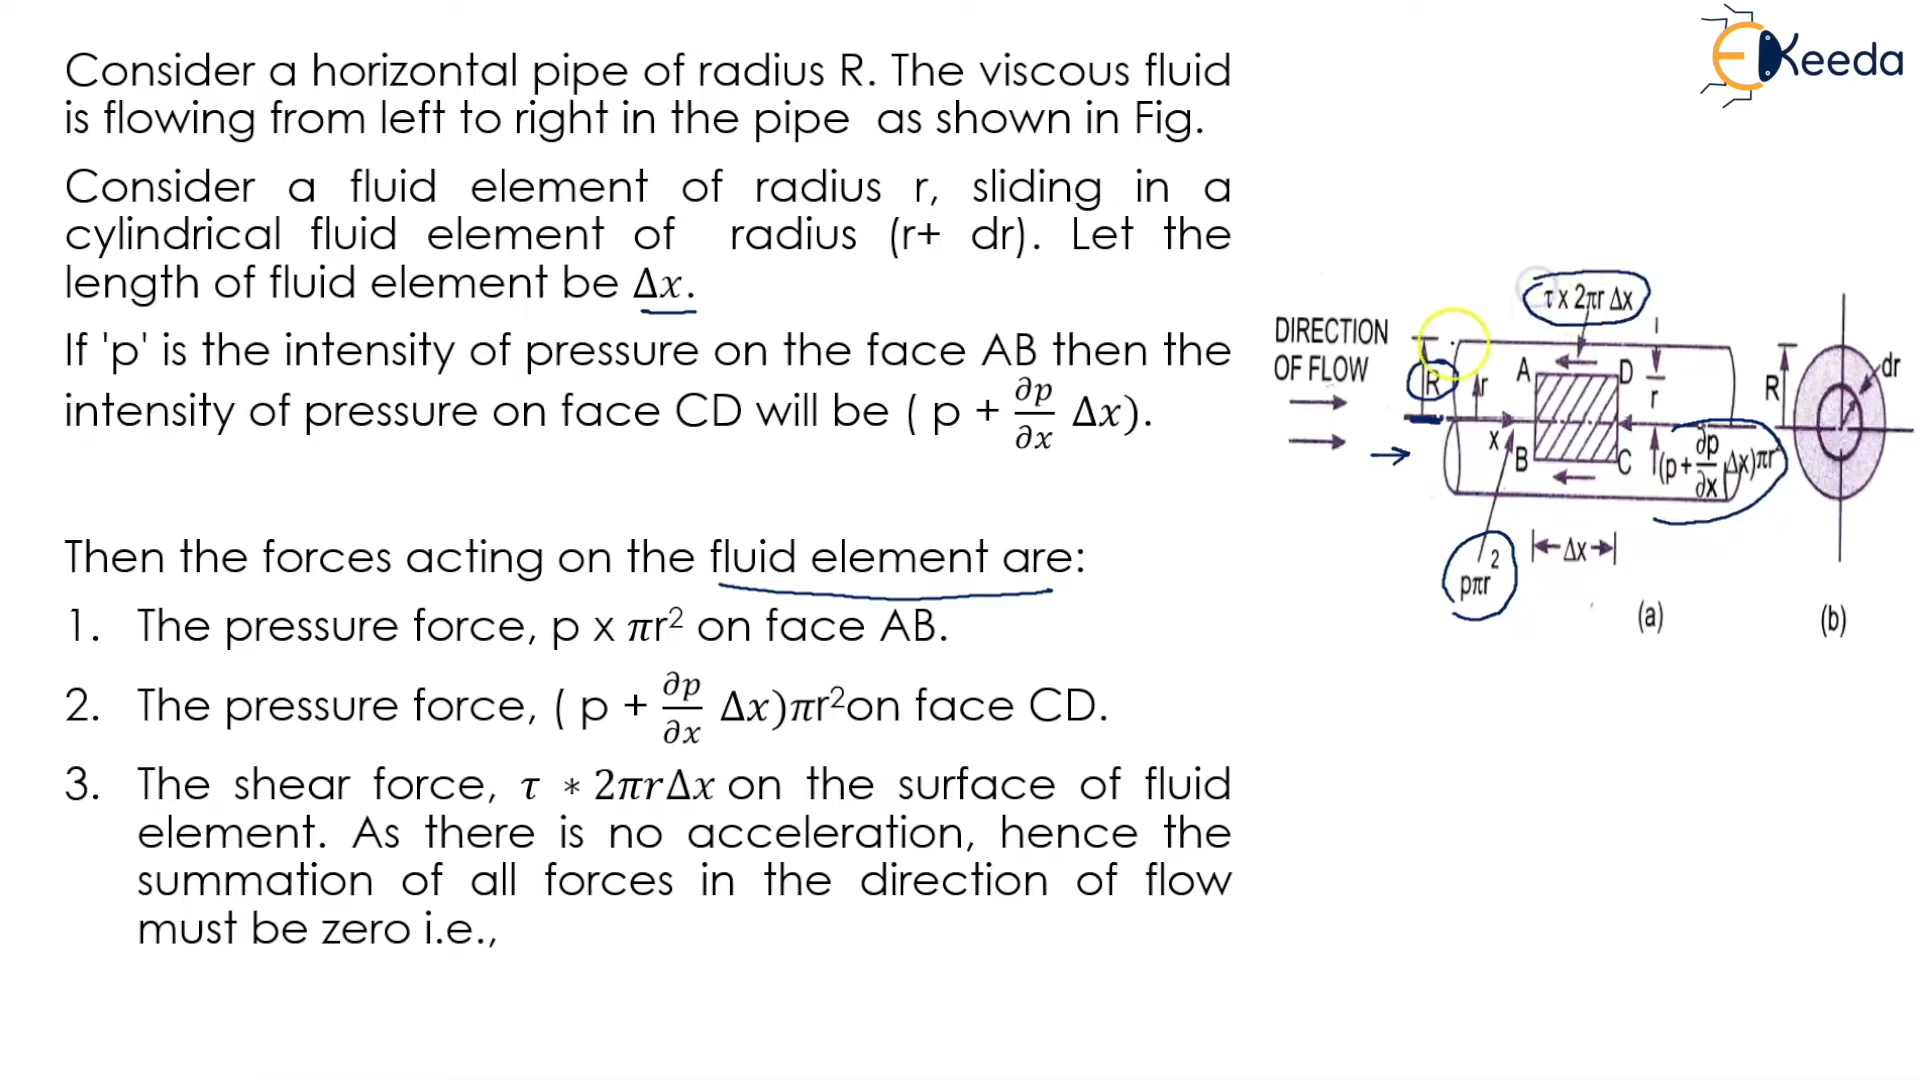 Consider a horizontal pipe of radius R. The viscous fluid
is flowing from left to right in the pipe as shown in Fig.
Consider a fluid element of radius r, sliding in a
cylindrical fluid element of radius (r+ dr). Let the
length of fluid element be Δx.
If 'p' is the intensity of pressure on the face AB then the
intensity of pressure on face CD will be ( p + ∂p/∂x Δx).
Then the forces acting on the fluid element are:
1. The pressure force, p x πr² on face AB.
2. The pressure force, ( p + ∂p/∂x Δx)πr²on face CD.
3. The shear force, τ * 2πrΔx on the surface of fluid
element. As there is no acceleration, hence the
summation of all forces in the direction of flow
must be zero i.e.,
EKeeda
τ x 2πr Δx
DIRECTION
OF FLOW
R
r
A
D
r
x
B
C
(p+ ∂p/∂x Δx)πr²
pπr²
Δx
(a)
R
dr
r
(b)